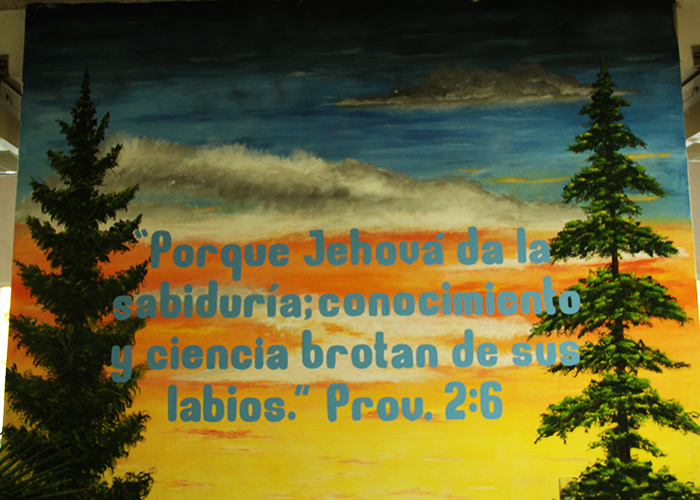 "Porque Jehová da la
sabiduría; conocimiento
y ciencia brotan de sus
labios." Prov. 2:6